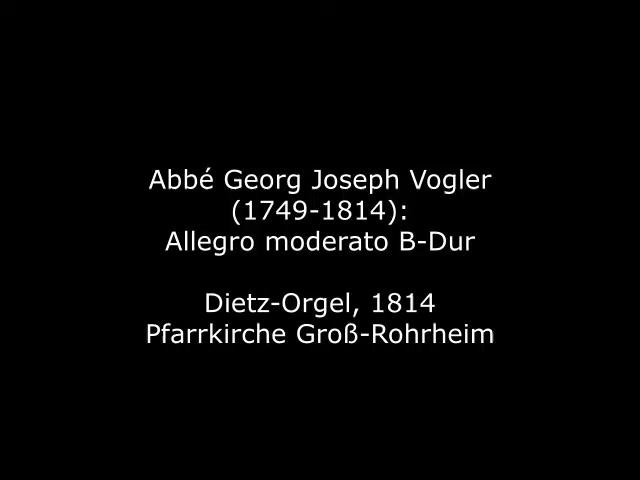 Abbé Georg Joseph Vogler
(1749-1814):
Allegro moderato B-Dur
Dietz-Orgel, 1814
Pfarrkirche Groß-Rohrheim